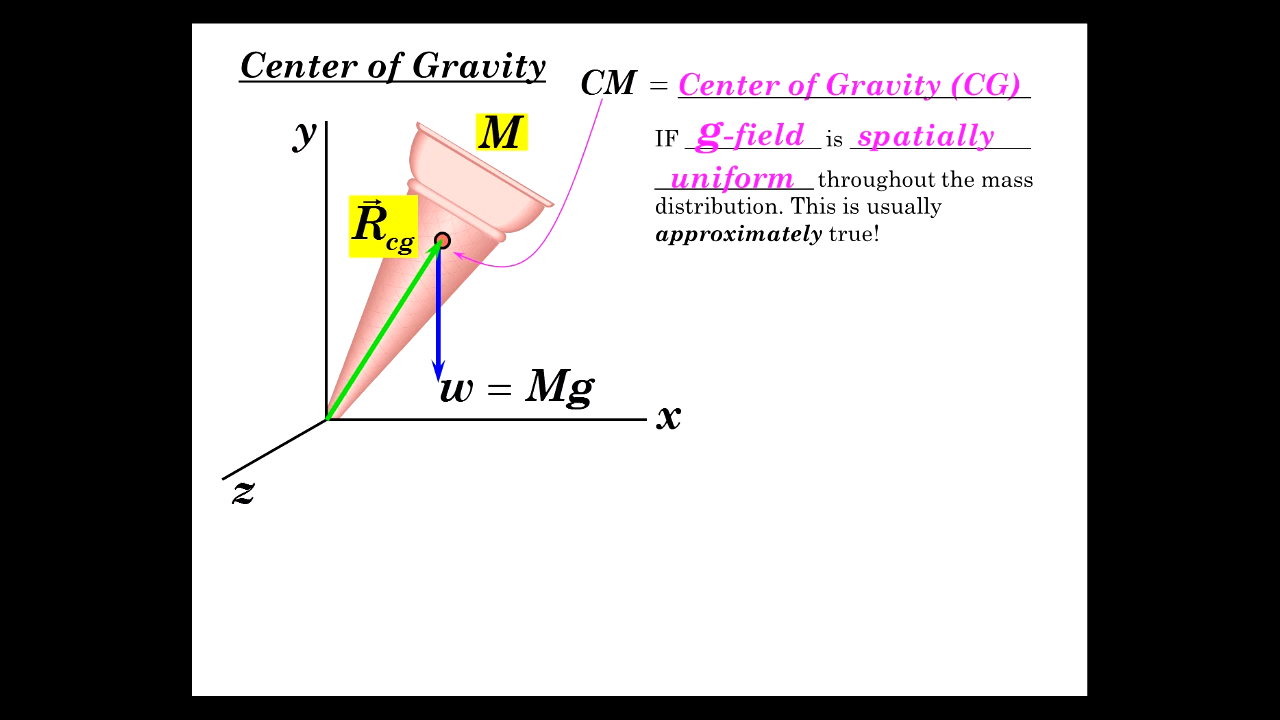 Center of Gravity
CM = Center of Gravity (CG)
IF g-field is spatially
uniform throughout the mass
distribution. This is usually
approximately true!
y
M
R⃗cg
w = Mg
x
z